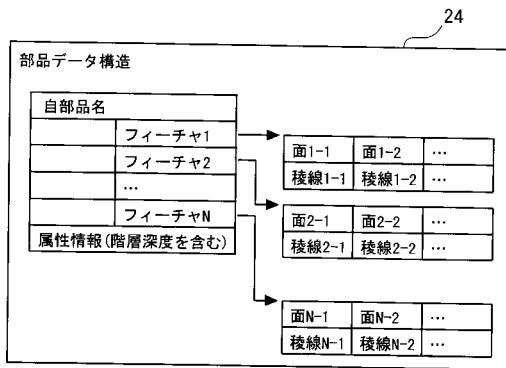 24
部品データ構造
自部品名
フィーチャ1
フィーチャ2
…
フィーチャN
属性情報(階層深度を含む)
面1-1 面1-2 …
稜線1-1 稜線1-2 …
面2-1 面2-2 …
稜線2-1 稜線2-2 …
面N-1 面N-2 …
稜線N-1 稜線N-2 …